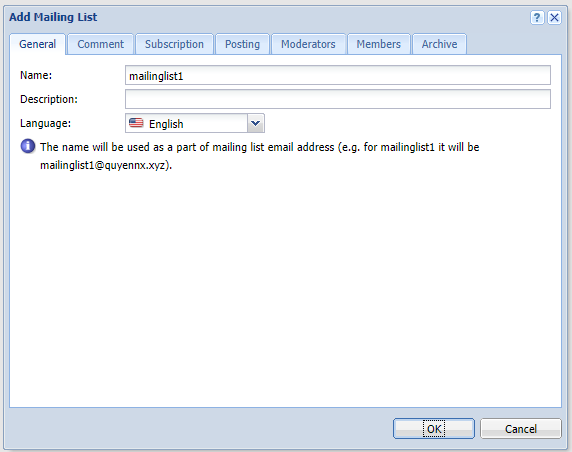 Add Mailing List ?
General Comment Subscription Posting Moderators Members Archive
Name: mailinglist1
Description:
Language: English
The name will be used as a part of mailing list email address (e.g. for mailinglist1 it will be
mailinglist1@quyennx.xyz).
OK Cancel